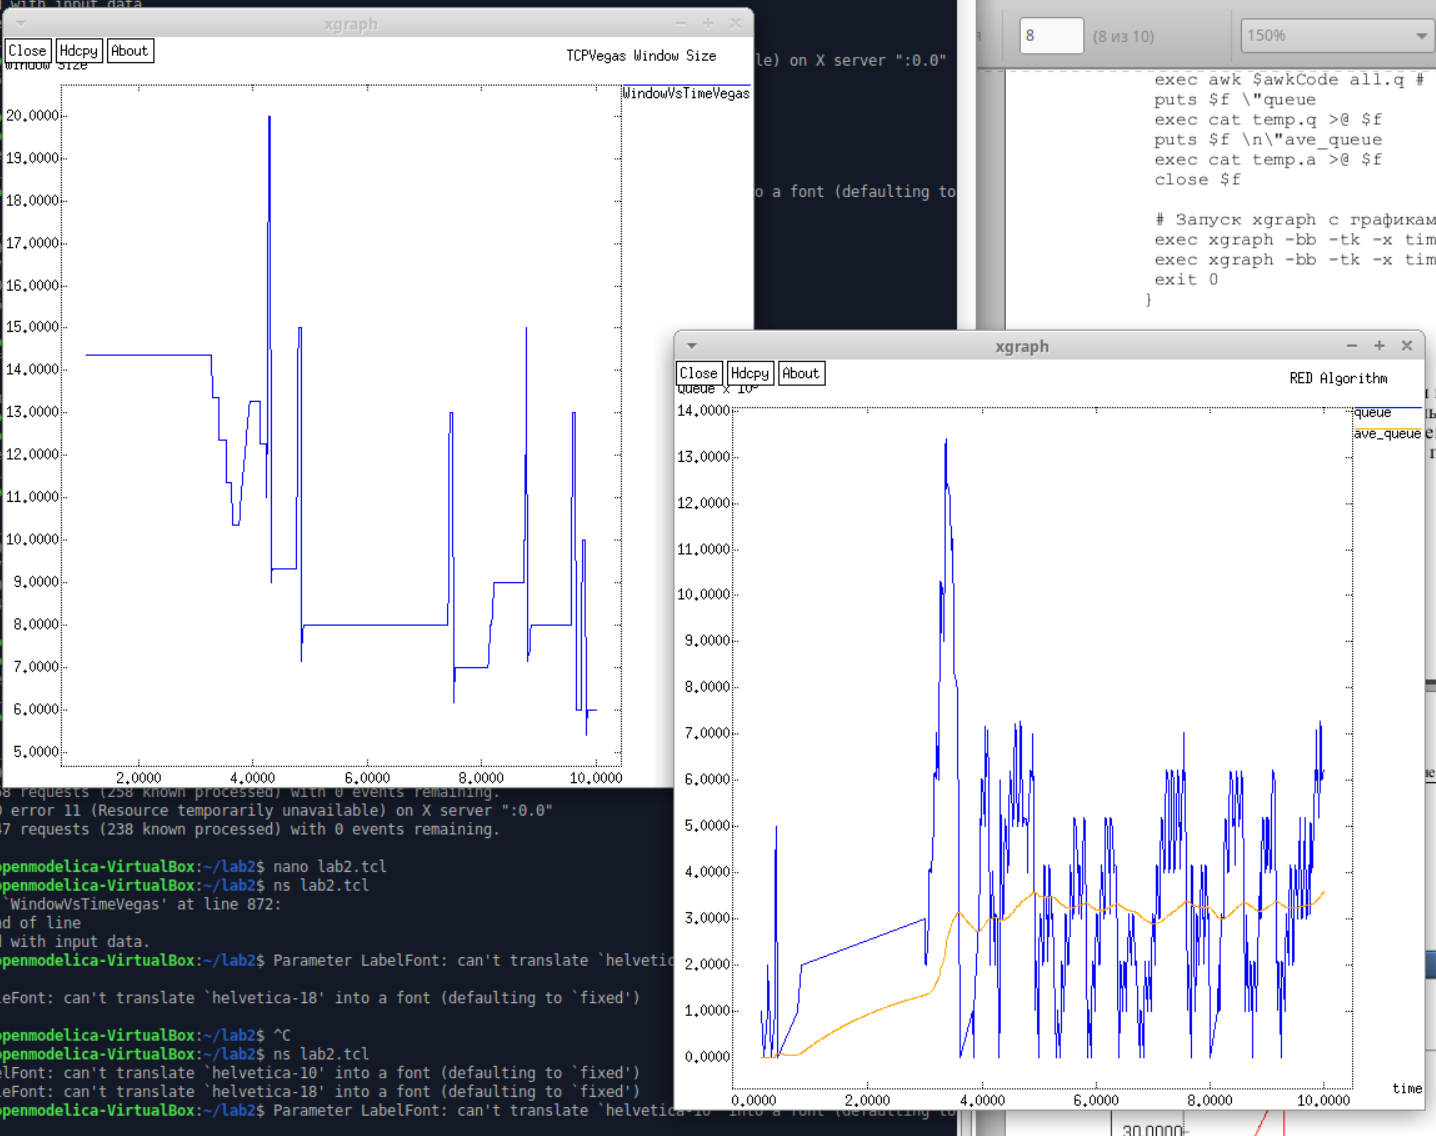 with input data
xgraph
Close Hdcpy About
Window Size
TCPVegas Window Size
WindowVsTimeVegas
20.0000
19.0000
18.0000
17.0000
16.0000
15.0000
14.0000
13.0000
12.0000
11.0000
10.0000
9.0000
8.0000
7.0000
6.0000
5.0000
2.0000 4.0000 6.0000 8.0000 10.0000
le) on X server ":0.0"
o a font (defaulting to
8 (8 из 10) 150%
exec awk $awkCode all.q #
puts $f \"queue
exec cat temp.q >@ $f
puts $f \n\"ave_queue
exec cat temp.a >@ $f
close $f
# Запуск xgraph с графикам
exec xgraph -bb -tk -x tim
exec xgraph -bb -tk -x tim
exit 0
}
xgraph
Close Hdcpy About
Queue x 10
RED Algorithm
queue
ave_queue
14.0000
13.0000
12.0000
11.0000
10.0000
9.0000
8.0000
7.0000
6.0000
5.0000
4.0000
3.0000
2.0000
1.0000
0.0000
time
0.0000 2.0000 4.0000 6.0000 8.0000 10.0000
58 requests (258 known processed) with 0 events remaining.
error 11 (Resource temporarily unavailable) on X server ":0.0"
47 requests (238 known processed) with 0 events remaining.
openmodelica-VirtualBox:~/lab2$ nano lab2.tcl
openmodelica-VirtualBox:~/lab2$ ns lab2.tcl
`WindowVsTimeVegas' at line 872:
nd of line
with input data.
openmodelica-VirtualBox:~/lab2$ Parameter LabelFont: can't translate `helvetic
leFont: can't translate `helvetica-18' into a font (defaulting to `fixed')
openmodelica-VirtualBox:~/lab2$ ^C
openmodelica-VirtualBox:~/lab2$ ns lab2.tcl
elFont: can't translate `helvetica-10' into a font (defaulting to `fixed')
leFont: can't translate `helvetica-18' into a font (defaulting to `fixed')
openmodelica-VirtualBox:~/lab2$ Parameter LabelFont: can't translate `helvetica-10' into a font (defaulting to
30.0000